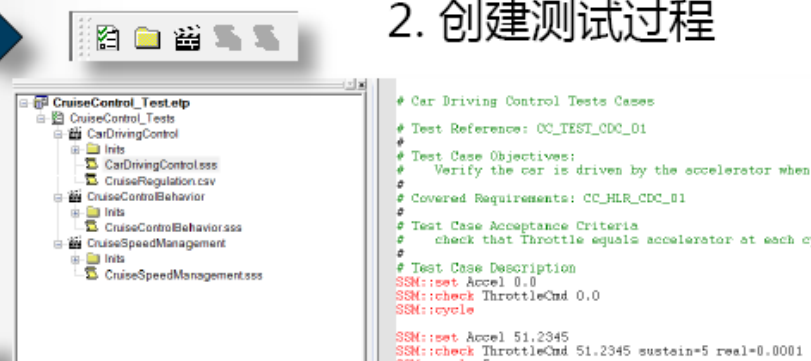 2. 创建测试过程
CruiseControl_Test.etp
CruiseControl_Tests
CarDrivingControl
Inits
CarDrivingControl.sss
CruiseRegulation.csv
CruiseControlBehavior
Inits
CruiseControlBehavior.sss
CruiseSpeedManagement
Inits
CruiseSpeedManagement.sss
# Car Driving Control Tests Cases
# Test Reference: CC_TEST_CDC_01
#
# Test Case Objectives:
#    Verify the car is driven by the accelerator when
#
# Covered Requirements: CC_HLR_CDC_01
#
# Test Case Acceptance Criteria
#    check that Throttle equals accelerator at each c
#
# Test Case Description
SSM::set Accel 0.0
SSM::check ThrottleCmd 0.0
SSM::cycle
SSM::set Accel 51.2345
SSM::check ThrottleCmd 51.2345 sustain=5 real=0.0001